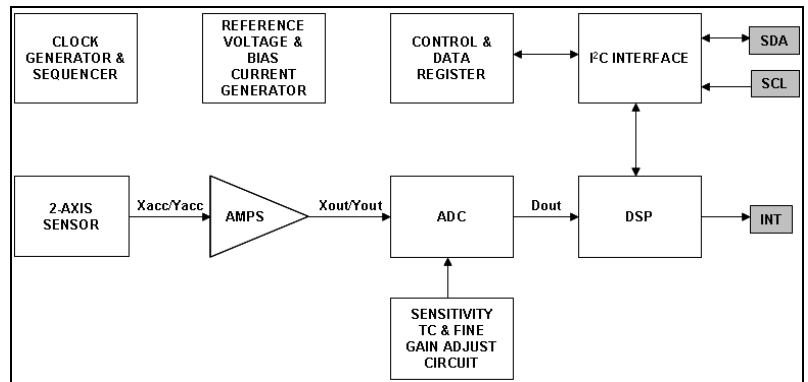 CLOCK
GENERATOR &
SEQUENCER
REFERENCE
VOLTAGE &
BIAS
CURRENT
GENERATOR
CONTROL &
DATA
REGISTER
I²C INTERFACE
SDA
SCL
2-AXIS
SENSOR
Xacc/Yacc
AMPS
Xout/Yout
ADC
Dout
DSP
INT
SENSITIVITY
TC & FINE
GAIN ADJUST
CIRCUIT